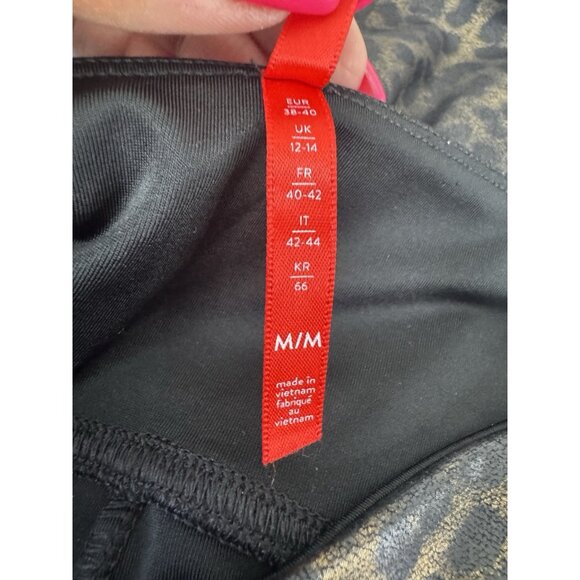 EUR
38-40
UK
12-14
FR
40-42
IT
42-44
KR
66
M/M
made in
vietnam
fabriqué
au
vietnam